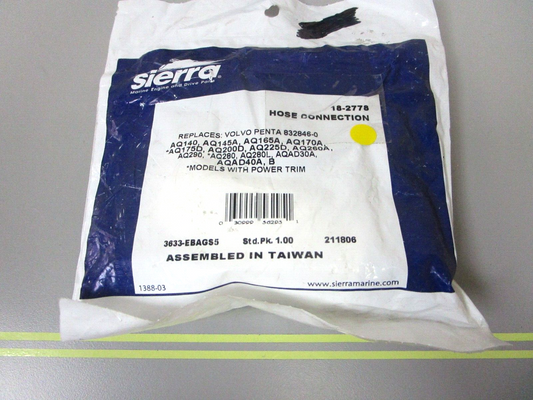 sierra
Marine Engine and Drive Parts
18-2778
HOSE CONNECTION
REPLACES: VOLVO PENTA 832846-0
AQ140, AQ145A, AQ165A, AQ170A,
*AQ175D, AQ200D, AQ225D, AQ260A,
AQ290, *AQ280, AQ280L, AQAD30A,
AQAD40A, B
*MODELS WITH POWER TRIM
3633-EBAGS5 Std.Pk. 1.00 211806
ASSEMBLED IN TAIWAN
1388-03
www.sierramarine.com